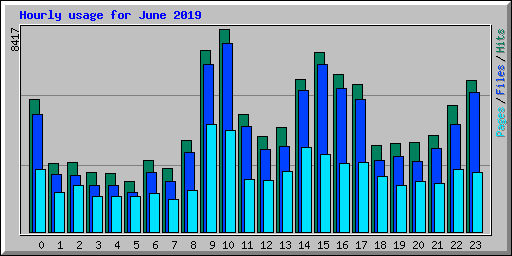 Hourly usage for June 2019
8417
Pages/Files/Hits
0 1 2 3 4 5 6 7 8 9 10 11 12 13 14 15 16 17 18 19 20 21 22 23